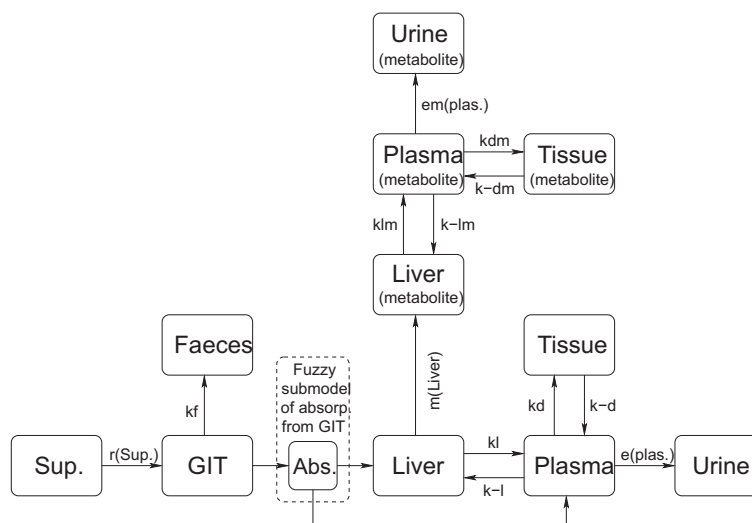 Urine
(metabolite)
em(plas.)
Plasma
(metabolite)
kdm
k−dm
Tissue
(metabolite)
klm
k−lm
Liver
(metabolite)
Faeces
Fuzzy
submodel
of absorp.
from GIT
m(Liver)
Tissue
kf
kd
k−d
Sup.
r(Sup.)
GIT
Abs.
Liver
kl
k−l
Plasma
e(plas.)
Urine